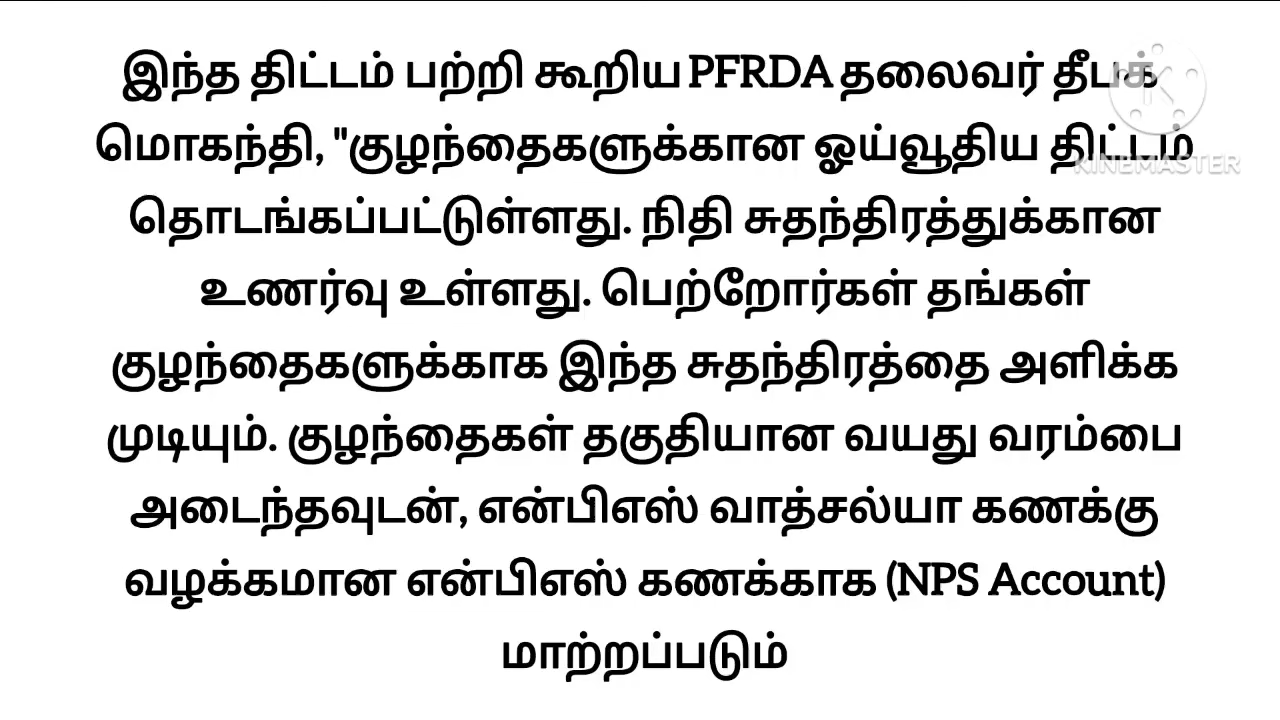 இந்த திட்டம் பற்றி கூறிய PFRDA தலைவர் தீபக்
மொகந்தி, "குழந்தைகளுக்கான ஓய்வூதிய திட்டம்
தொடங்கப்பட்டுள்ளது. நிதி சுதந்திரத்துக்கான
உணர்வு உள்ளது. பெற்றோர்கள் தங்கள்
குழந்தைகளுக்காக இந்த சுதந்திரத்தை அளிக்க
முடியும். குழந்தைகள் தகுதியான வயது வரம்பை
அடைந்தவுடன், என்பிஎஸ் வாத்சல்யா கணக்கு
வழக்கமான என்பிஎஸ் கணக்காக (NPS Account)
மாற்றப்படும்
KINEMASTER